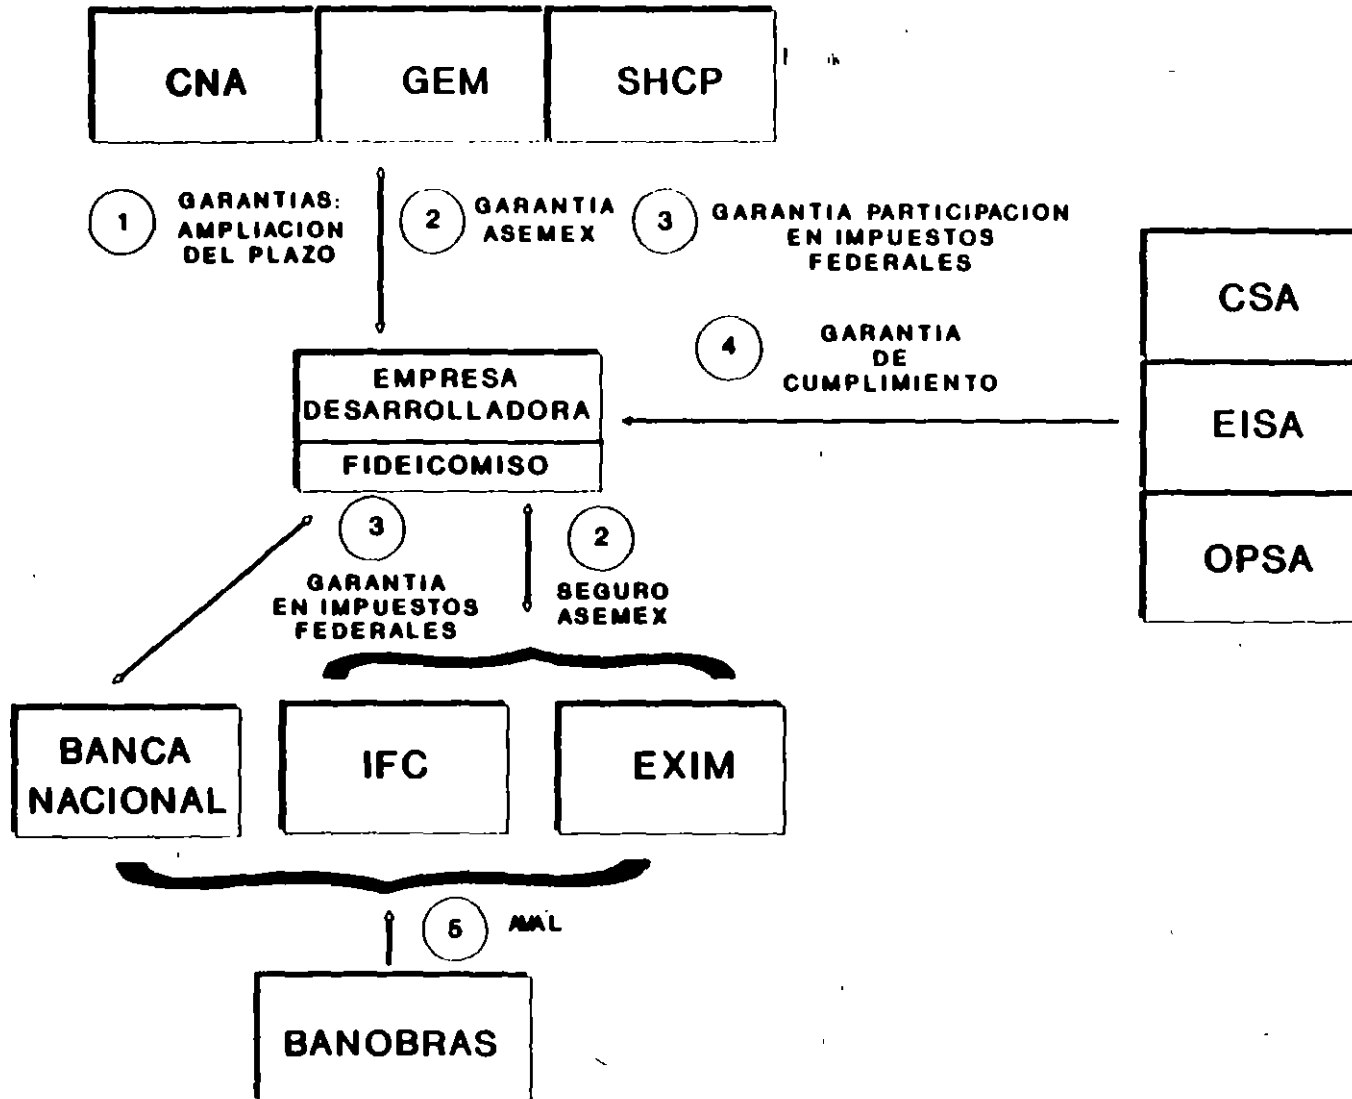 CNA
GEM
SHCP
1
GARANTIAS:
AMPLIACION
DEL PLAZO
2
GARANTIA
ASEMEX
3
GARANTIA PARTICIPACION
EN IMPUESTOS
FEDERALES
CSA
EISA
OPSA
4
GARANTIA
DE
CUMPLIMIENTO
EMPRESA
DESARROLLADORA
FIDEICOMISO
3
GARANTIA
EN IMPUESTOS
FEDERALES
2
SEGURO
ASEMEX
BANCA
NACIONAL
IFC
EXIM
5
AVAL
BANOBRAS